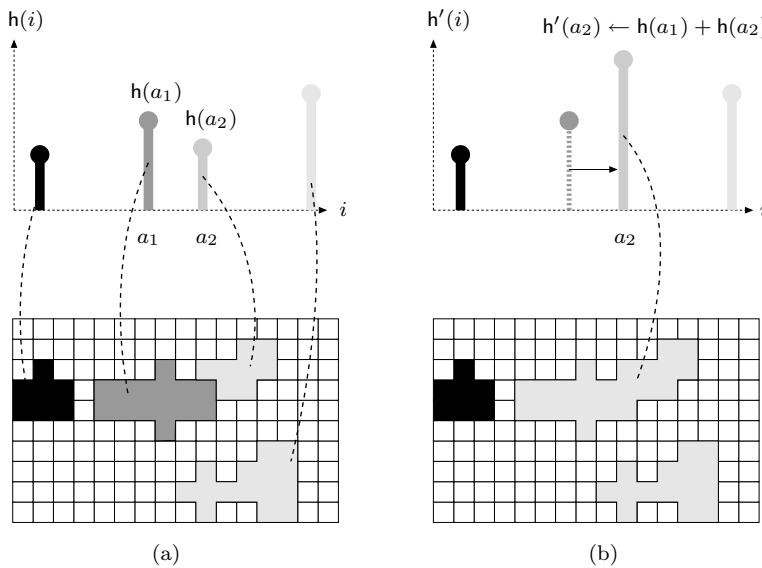 h(i)
h(a₁)
h(a₂)
i
a₁
a₂
(a)
h′(i)
h′(a₂) ← h(a₁) + h(a₂)
i
a₂
(b)